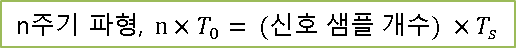 n주기 파형, n × T₀ = (신호 샘플 개수) × Tₛ